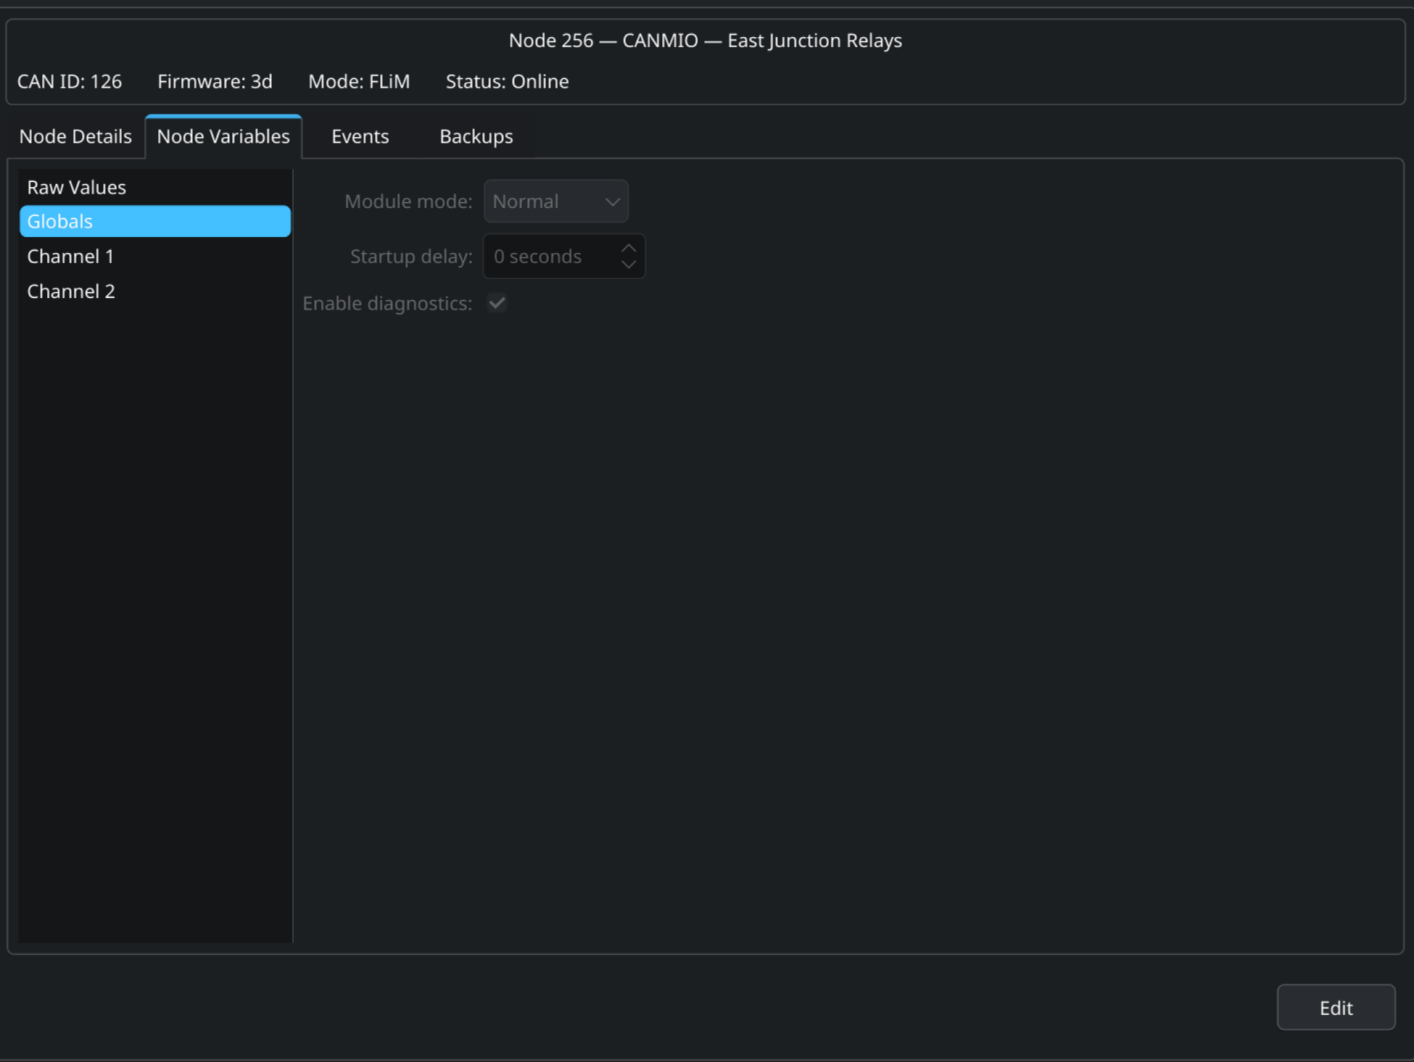 Node 256 — CANMIO — East Junction Relays
CAN ID: 126 Firmware: 3d Mode: FLiM Status: Online
Node Details Node Variables Events Backups
Raw Values
Globals
Channel 1
Channel 2
Module mode: Normal
Startup delay: 0 seconds
Enable diagnostics:
Edit